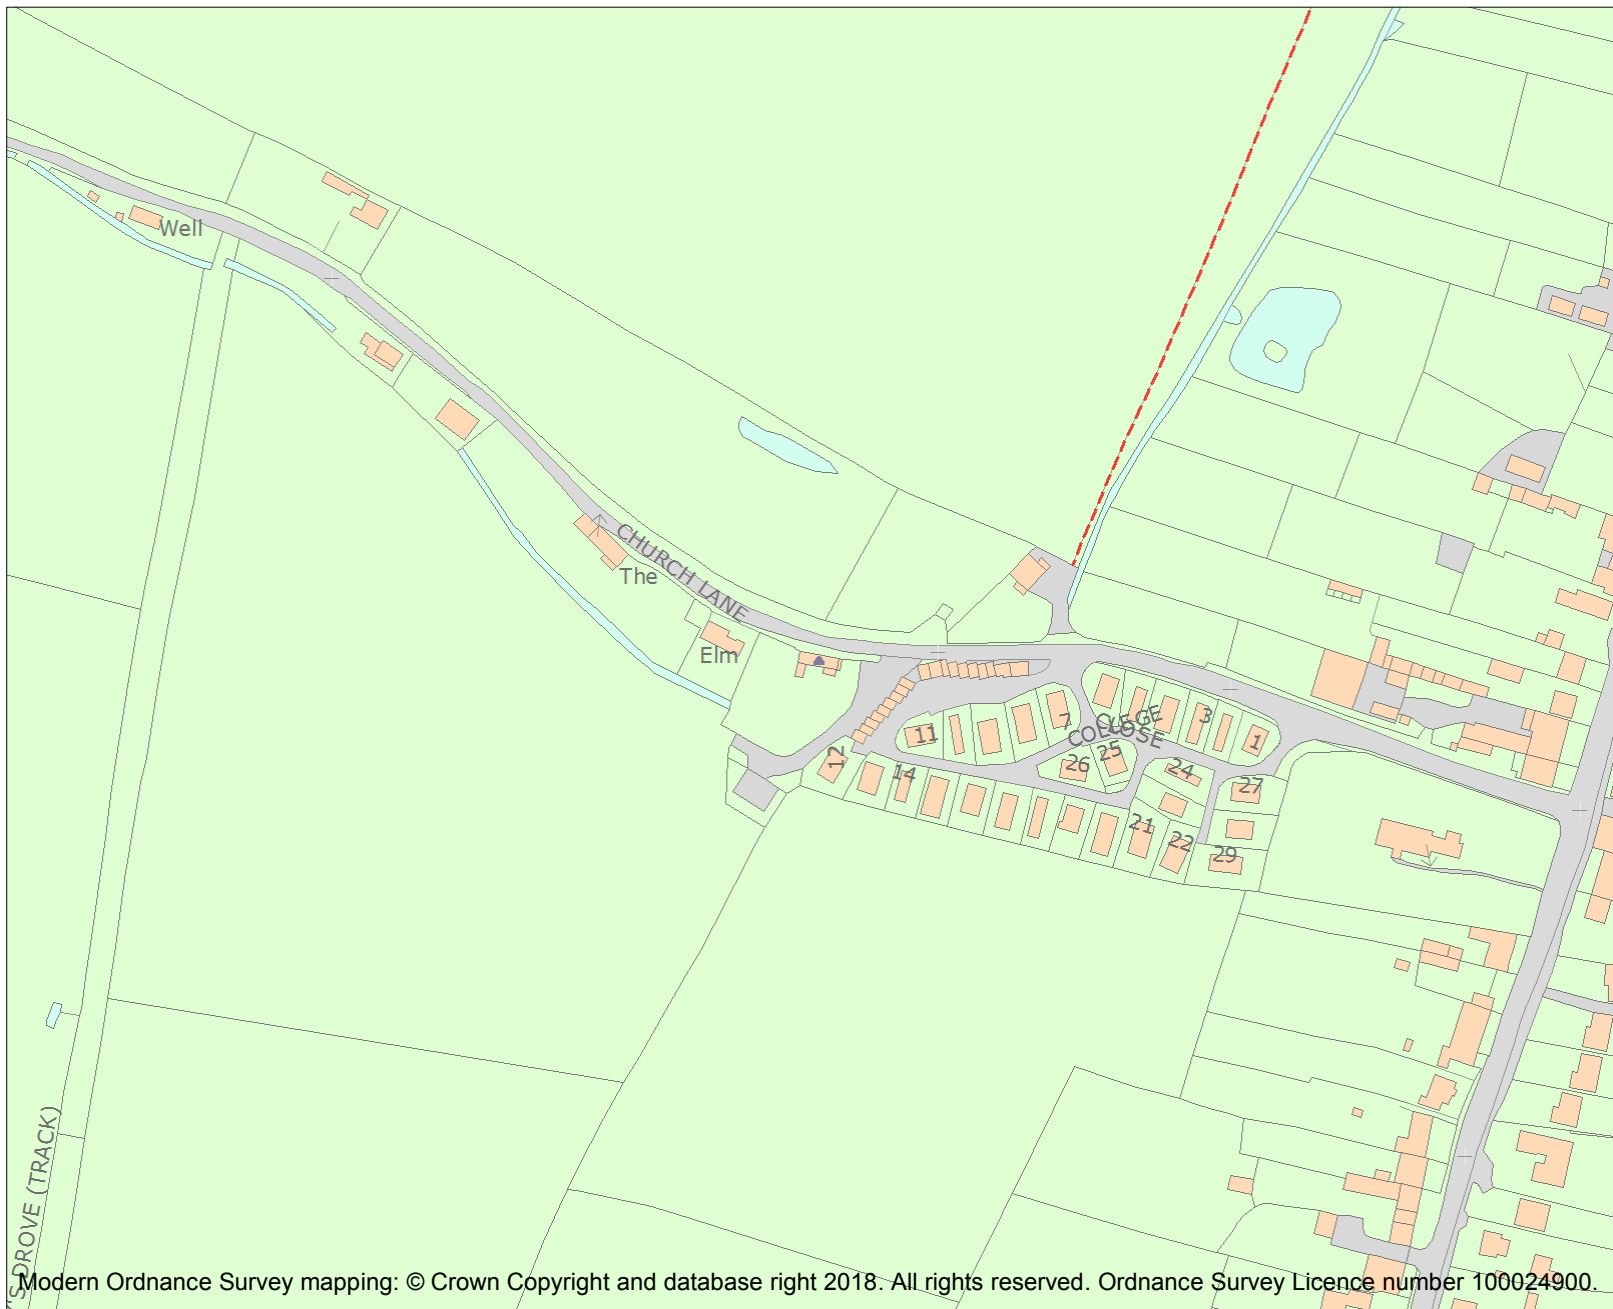 Well
CHURCH LANE
The
Elm
7
COLLEGE
CLOSE
3
1
11
12
14
26
25
24
27
21
22
29
'S DROVE (TRACK)
Modern Ordnance Survey mapping: © Crown Copyright and database right 2018. All rights reserved. Ordnance Survey Licence number 100024900.